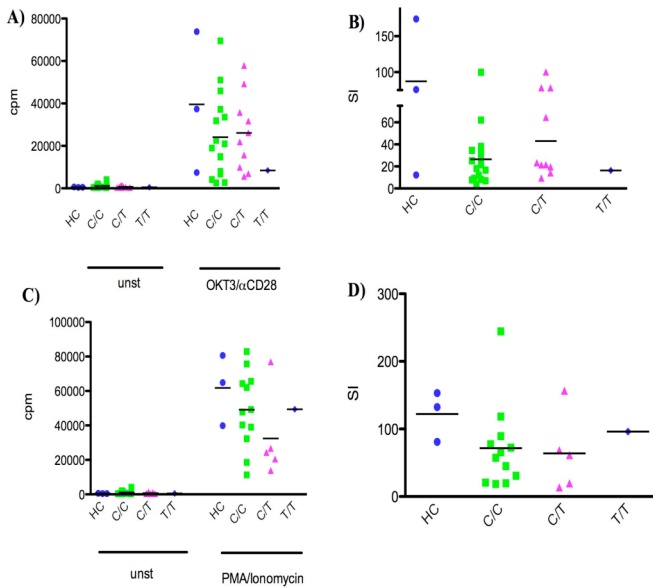 A)
cpm
80000
60000
40000
20000
0
HC
C/C
C/T
T/T
HC
C/C
C/T
T/T
unst
OKT3/αCD28
B)
SI
150
100
60
40
20
0
HC
C/C
C/T
T/T
C)
cpm
100000
80000
60000
40000
20000
0
HC
C/C
C/T
T/T
HC
C/C
C/T
T/T
unst
PMA/Ionomycin
D)
SI
300
200
100
0
HC
C/C
C/T
T/T